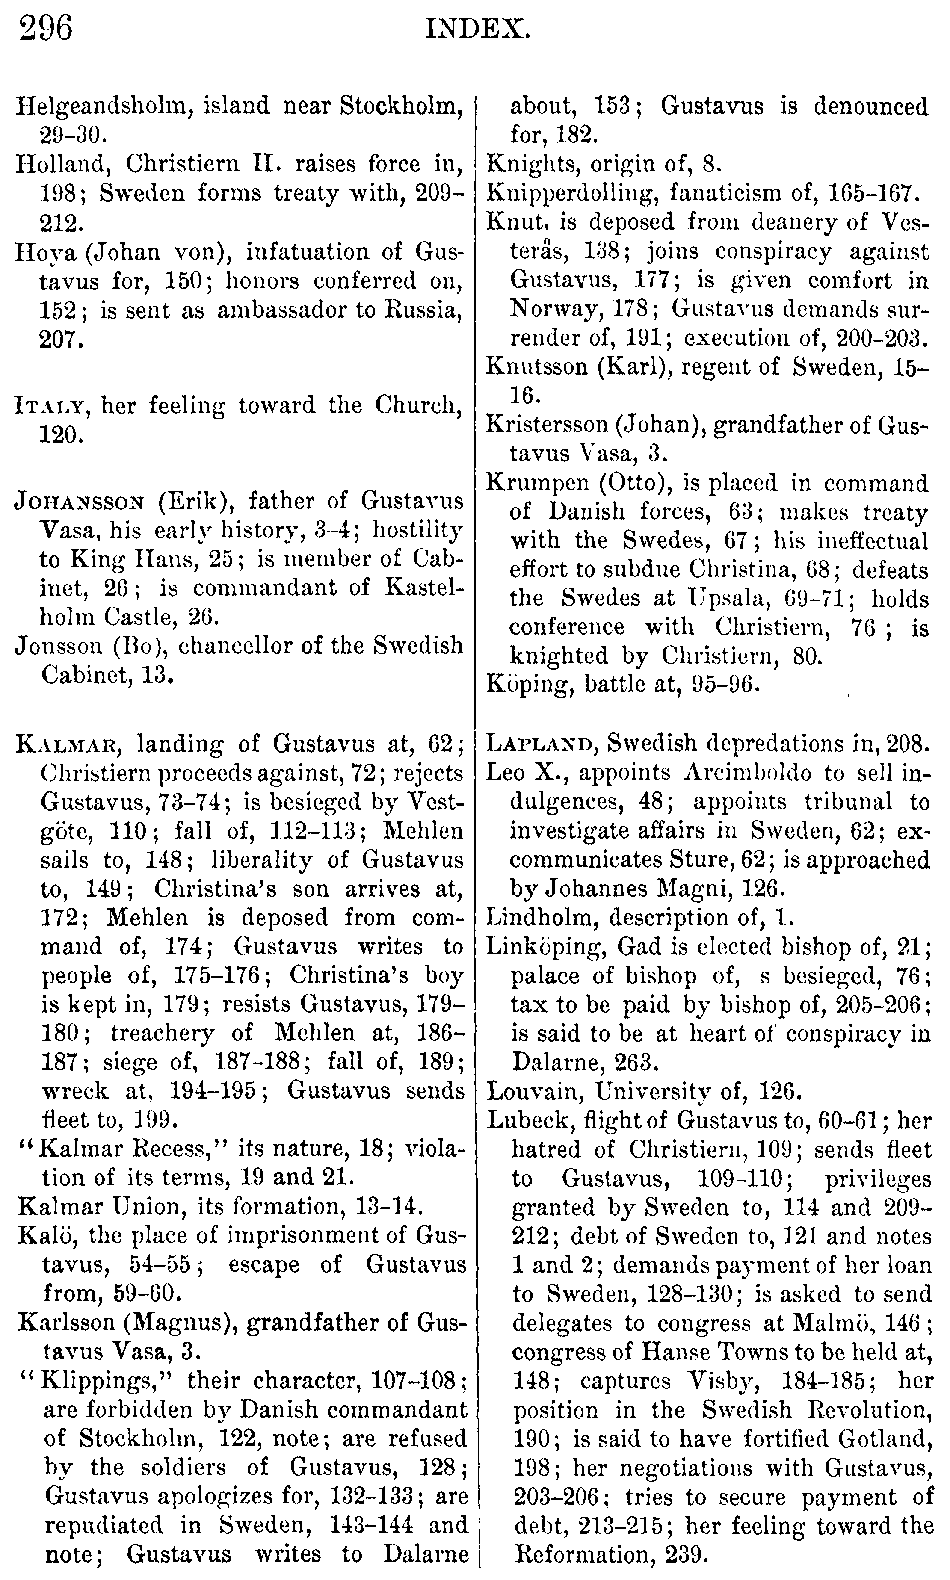 296
INDEX.
Helgeandsholm, island near Stockholm,
29–30.
Holland, Christiern II. raises force in,
198; Sweden forms treaty with, 209–
212.
Hoya (Johan von), infatuation of Gus-
tavus for, 150; honors conferred on,
152; is sent as ambassador to Russia,
207.
ITALY, her feeling toward the Church,
120.
JOHANSSON (Erik), father of Gustavus
Vasa, his early history, 3–4; hostility
to King Hans, 25; is member of Cab-
inet, 26; is commandant of Kastel-
holm Castle, 26.
Jonsson (Bo), chancellor of the Swedish
Cabinet, 13.
KALMAR, landing of Gustavus at, 62;
Christiern proceeds against, 72; rejects
Gustavus, 73–74; is besieged by Vest-
göte, 110; fall of, 112–113; Mehlen
sails to, 148; liberality of Gustavus
to, 149; Christina's son arrives at,
172; Mehlen is deposed from com-
mand of, 174; Gustavus writes to
people of, 175–176; Christina's boy
is kept in, 179; resists Gustavus, 179–
180; treachery of Mehlen at, 186–
187; siege of, 187–188; fall of, 189;
wreck at, 194–195; Gustavus sends
fleet to, 199.
"Kalmar Recess," its nature, 18; viola-
tion of its terms, 19 and 21.
Kalmar Union, its formation, 13–14.
Kalö, the place of imprisonment of Gus-
tavus, 54–55; escape of Gustavus
from, 59–60.
Karlsson (Magnus), grandfather of Gus-
tavus Vasa, 3.
"Klippings," their character, 107–108;
are forbidden by Danish commandant
of Stockholm, 122, note; are refused
by the soldiers of Gustavus, 128;
Gustavus apologizes for, 132–133; are
repudiated in Sweden, 143–144 and
note; Gustavus writes to Dalarne
about, 153; Gustavus is denounced
for, 182.
Knights, origin of, 8.
Knipperdolling, fanaticism of, 165–167.
Knut, is deposed from deanery of Ves-
terås, 138; joins conspiracy against
Gustavus, 177; is given comfort in
Norway, 178; Gustavus demands sur-
render of, 191; execution of, 200–203.
Knutsson (Karl), regent of Sweden, 15–
16.
Kristersson (Johan), grandfather of Gus-
tavus Vasa, 3.
Krumpen (Otto), is placed in command
of Danish forces, 63; makes treaty
with the Swedes, 67; his ineffectual
effort to subdue Christina, 68; defeats
the Swedes at Upsala, 69–71; holds
conference with Christiern, 76; is
knighted by Christiern, 80.
Köping, battle at, 95–96.
LAPLAND, Swedish depredations in, 208.
Leo X., appoints Arcimboldo to sell in-
dulgences, 48; appoints tribunal to
investigate affairs in Sweden, 62; ex-
communicates Sture, 62; is approached
by Johannes Magni, 126.
Lindholm, description of, 1.
Linköping, Gad is elected bishop of, 21;
palace of bishop of, s besieged, 76;
tax to be paid by bishop of, 205–206;
is said to be at heart of conspiracy in
Dalarne, 263.
Louvain, University of, 126.
Lubeck, flight of Gustavus to, 60–61; her
hatred of Christiern, 109; sends fleet
to Gustavus, 109–110; privileges
granted by Sweden to, 114 and 209–
212; debt of Sweden to, 121 and notes
1 and 2; demands payment of her loan
to Sweden, 128–130; is asked to send
delegates to congress at Malmö, 146;
congress of Hanse Towns to be held at,
148; captures Visby, 184–185; her
position in the Swedish Revolution,
190; is said to have fortified Gotland,
198; her negotiations with Gustavus,
203–206; tries to secure payment of
debt, 213–215; her feeling toward the
Reformation, 239.